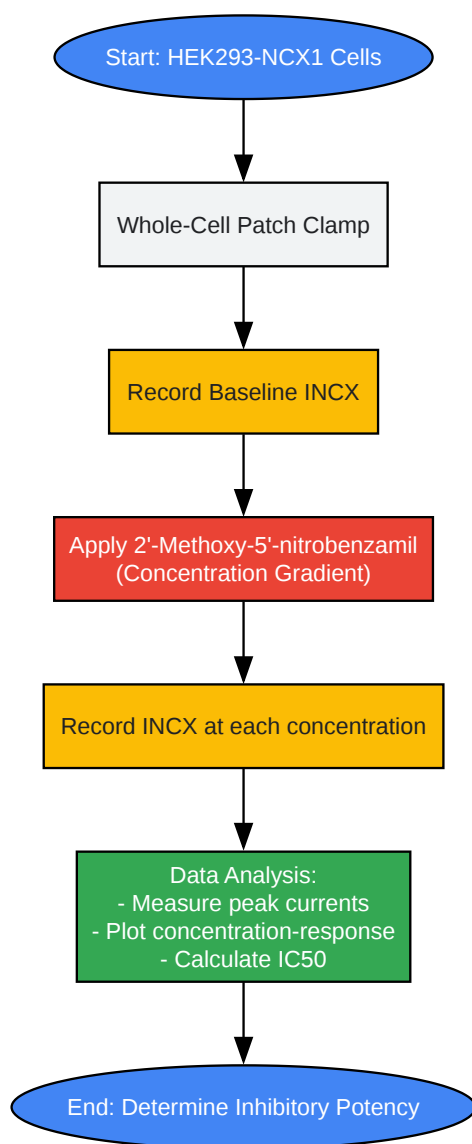 Start: HEK293-NCX1 Cells
Whole-Cell Patch Clamp
Record Baseline INCX
Apply 2'-Methoxy-5'-nitrobenzamil
(Concentration Gradient)
Record INCX at each concentration
Data Analysis:
- Measure peak currents
- Plot concentration-response
- Calculate IC50
End: Determine Inhibitory Potency